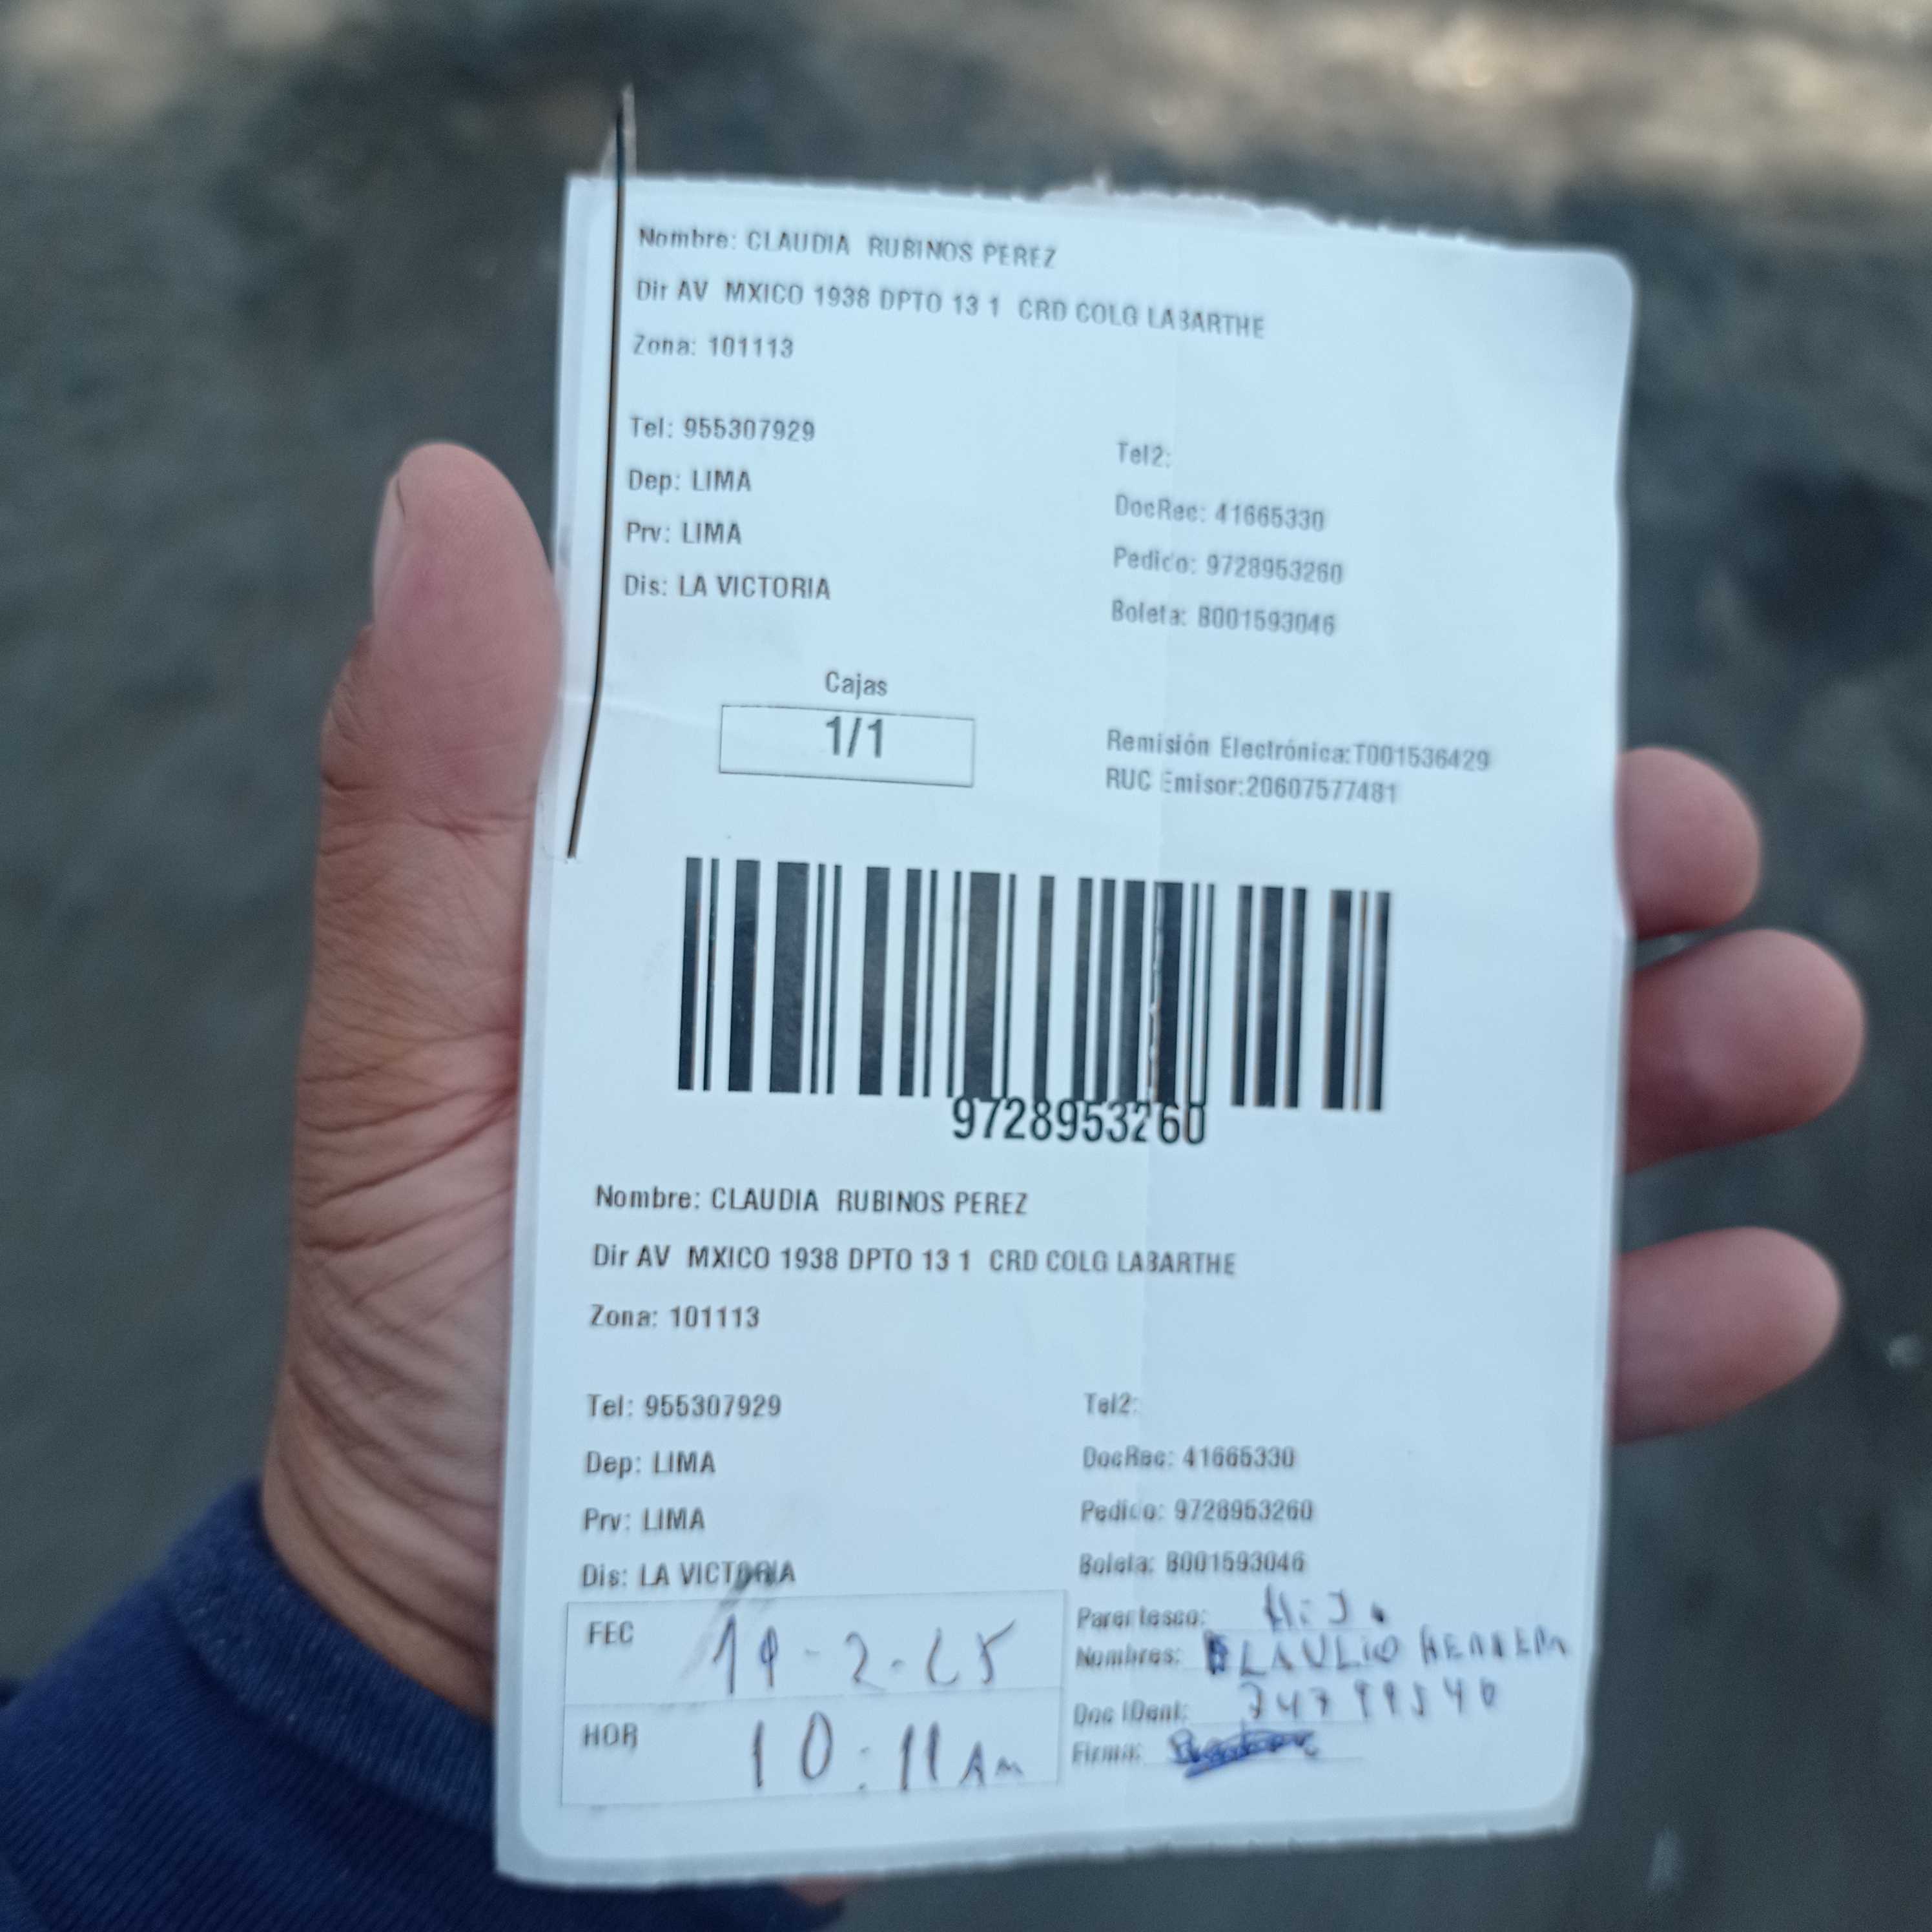 Nombre: CLAUDIA RUBINOS PEREZ
Dir AV MXICO 1938 DPTO 13 1 CRD COLG LABARTHE
Zona: 101113
Tel: 955307929
Tel2:
Dep: LIMA
DocRec: 41665330
Prv: LIMA
Pedido: 9728953260
Dis: LA VICTORIA
Boleta: B001593046
Cajas
1/1
Remisión Electrónica:T001536429
RUC Emisor:20607577481
9728953260
Nombre: CLAUDIA RUBINOS PEREZ
Dir AV MXICO 1938 DPTO 13 1 CRD COLG LABARTHE
Zona: 101113
Tel: 955307929
Tel2:
Dep: LIMA
DocRec: 41665330
Prv: LIMA
Pedido: 9728953260
Dis: LA VICTORIA
Boleta: B001593046
FEC 19-2-25
Parentesco: Hijo
Nombres:
Doc IDent:
HOR 10:11 AM
Firma: